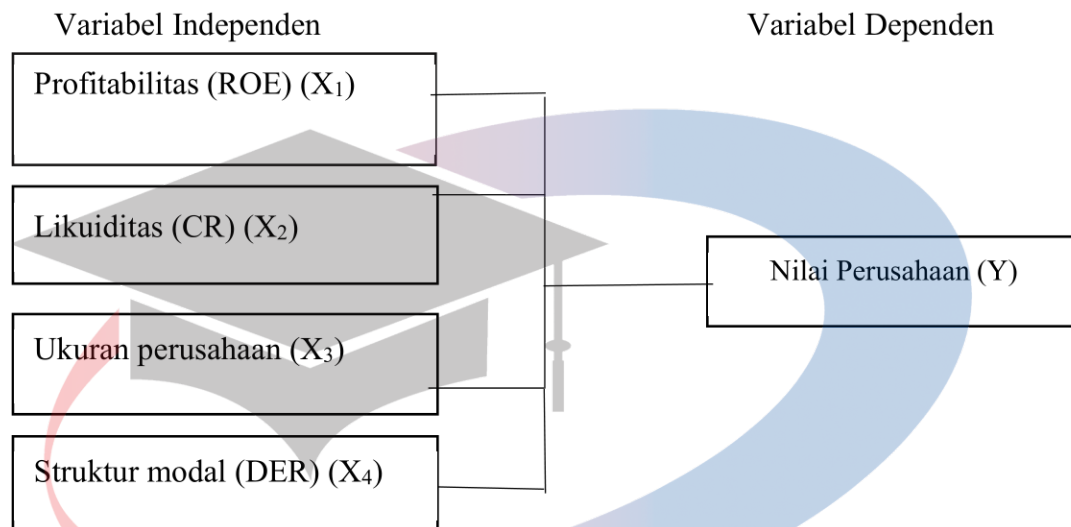 Variabel Independen
Variabel Dependen
Profitabilitas (ROE) (X₁)
Likuiditas (CR) (X₂)
Nilai Perusahaan (Y)
Ukuran perusahaan (X₃)
Struktur modal (DER) (X₄)